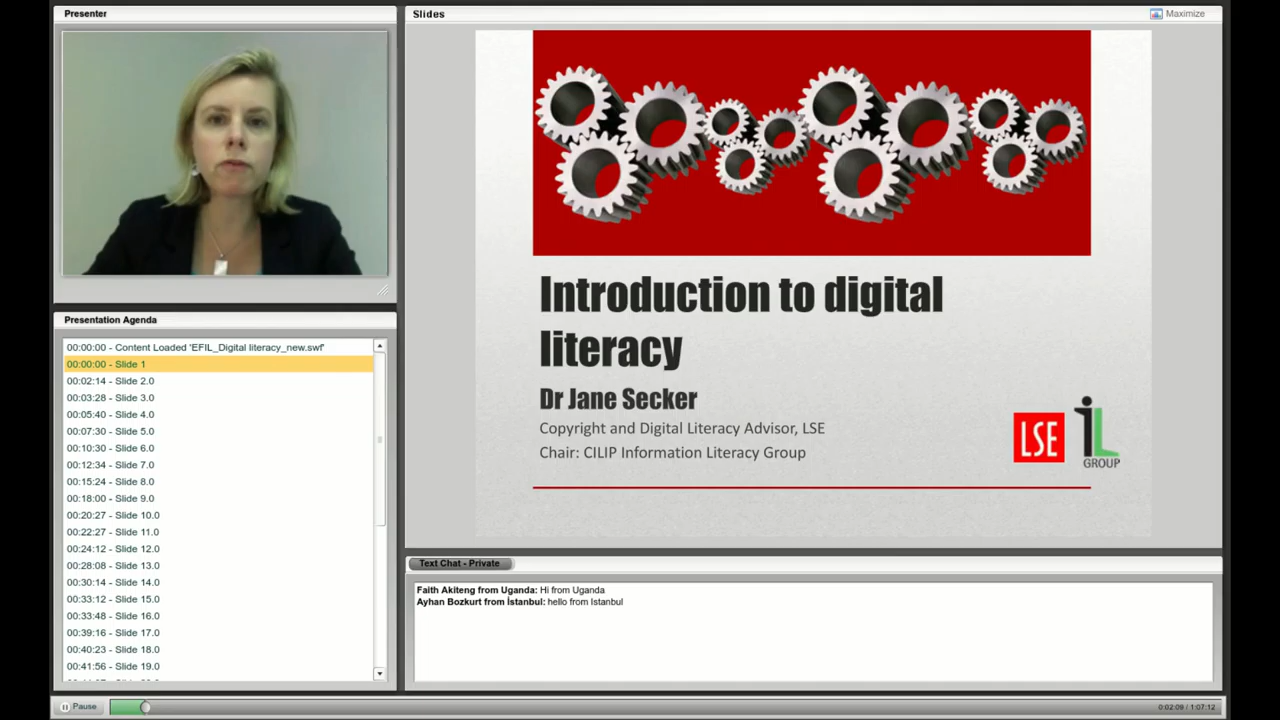 Presenter
Presentation Agenda
00:00:00 - Content Loaded 'EFIL_Digital literacy_new.swf'
00:00:00 - Slide 1
00:02:14 - Slide 2.0
00:03:28 - Slide 3.0
00:05:40 - Slide 4.0
00:07:30 - Slide 5.0
00:10:30 - Slide 6.0
00:12:34 - Slide 7.0
00:15:24 - Slide 8.0
00:18:00 - Slide 9.0
00:20:27 - Slide 10.0
00:22:27 - Slide 11.0
00:24:12 - Slide 12.0
00:28:08 - Slide 13.0
00:30:14 - Slide 14.0
00:33:12 - Slide 15.0
00:33:48 - Slide 16.0
00:39:16 - Slide 17.0
00:40:23 - Slide 18.0
00:41:56 - Slide 19.0
Slides
Maximize
Introduction to digital
literacy
Dr Jane Secker
Copyright and Digital Literacy Advisor, LSE
Chair: CILIP Information Literacy Group
LSE
iL
GROUP
Text Chat - Private
Faith Akiteng from Uganda: Hi from Uganda
Ayhan Bozkurt from İstanbul: hello from Istanbul
Pause
0:02:09 / 1:07:12